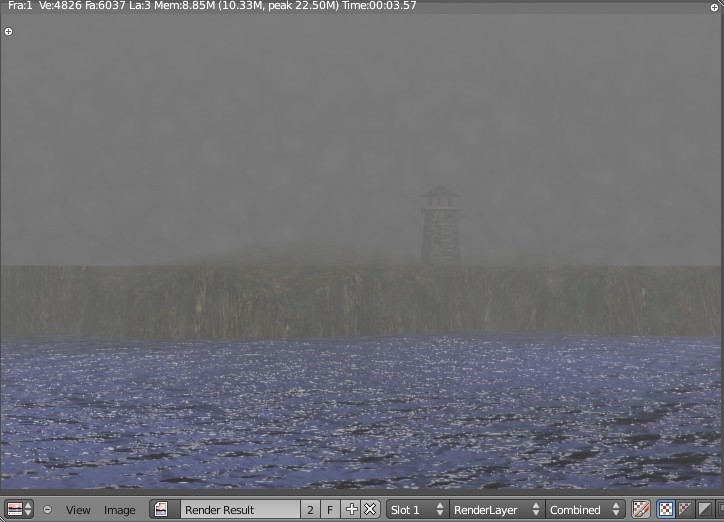 Fra:1 Ve:4826 Fa:6037 La:3 Mem:8.85M (10.33M, peak 22.50M) Time:00:03.57
View Image Render Result 2 F Slot 1 RenderLayer Combined